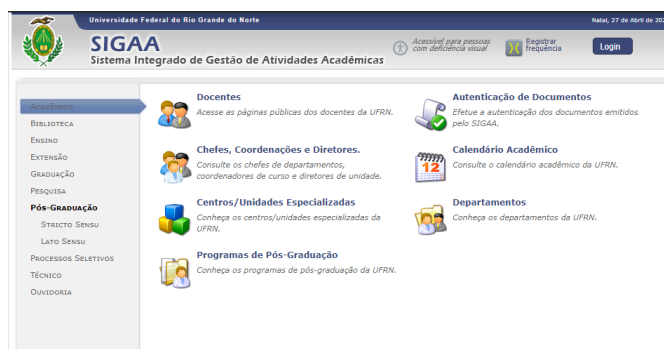 Universidade Federal do Rio Grande do Norte
Natal, 27 de Abril de 202
SIGAA
Sistema Integrado de Gestão de Atividades Acadêmicas
Acessível para pessoas
com deficiência visual
Registrar
frequência
Login
Acadêmico
Biblioteca
Ensino
Extensão
Graduação
Pesquisa
Pós-Graduação
Stricto Sensu
Lato Sensu
Processos Seletivos
Técnico
Ouvidoria
Docentes
Acesse as páginas públicas dos docentes da UFRN.
Autenticação de Documentos
Efetue a autenticação dos documentos emitidos
pelo SIGAA.
Chefes, Coordenações e Diretores.
Consulte os chefes de departamentos,
coordenadores de curso e diretores de unidade.
Calendário Acadêmico
12
Consulte o calendário acadêmico da UFRN.
Centros/Unidades Especializadas
Conheça os centros/unidades especializadas da
UFRN.
Departamentos
Conheça os departamentos da UFRN.
Programas de Pós-Graduação
Conheça os programas de pós-graduação da UFRN.